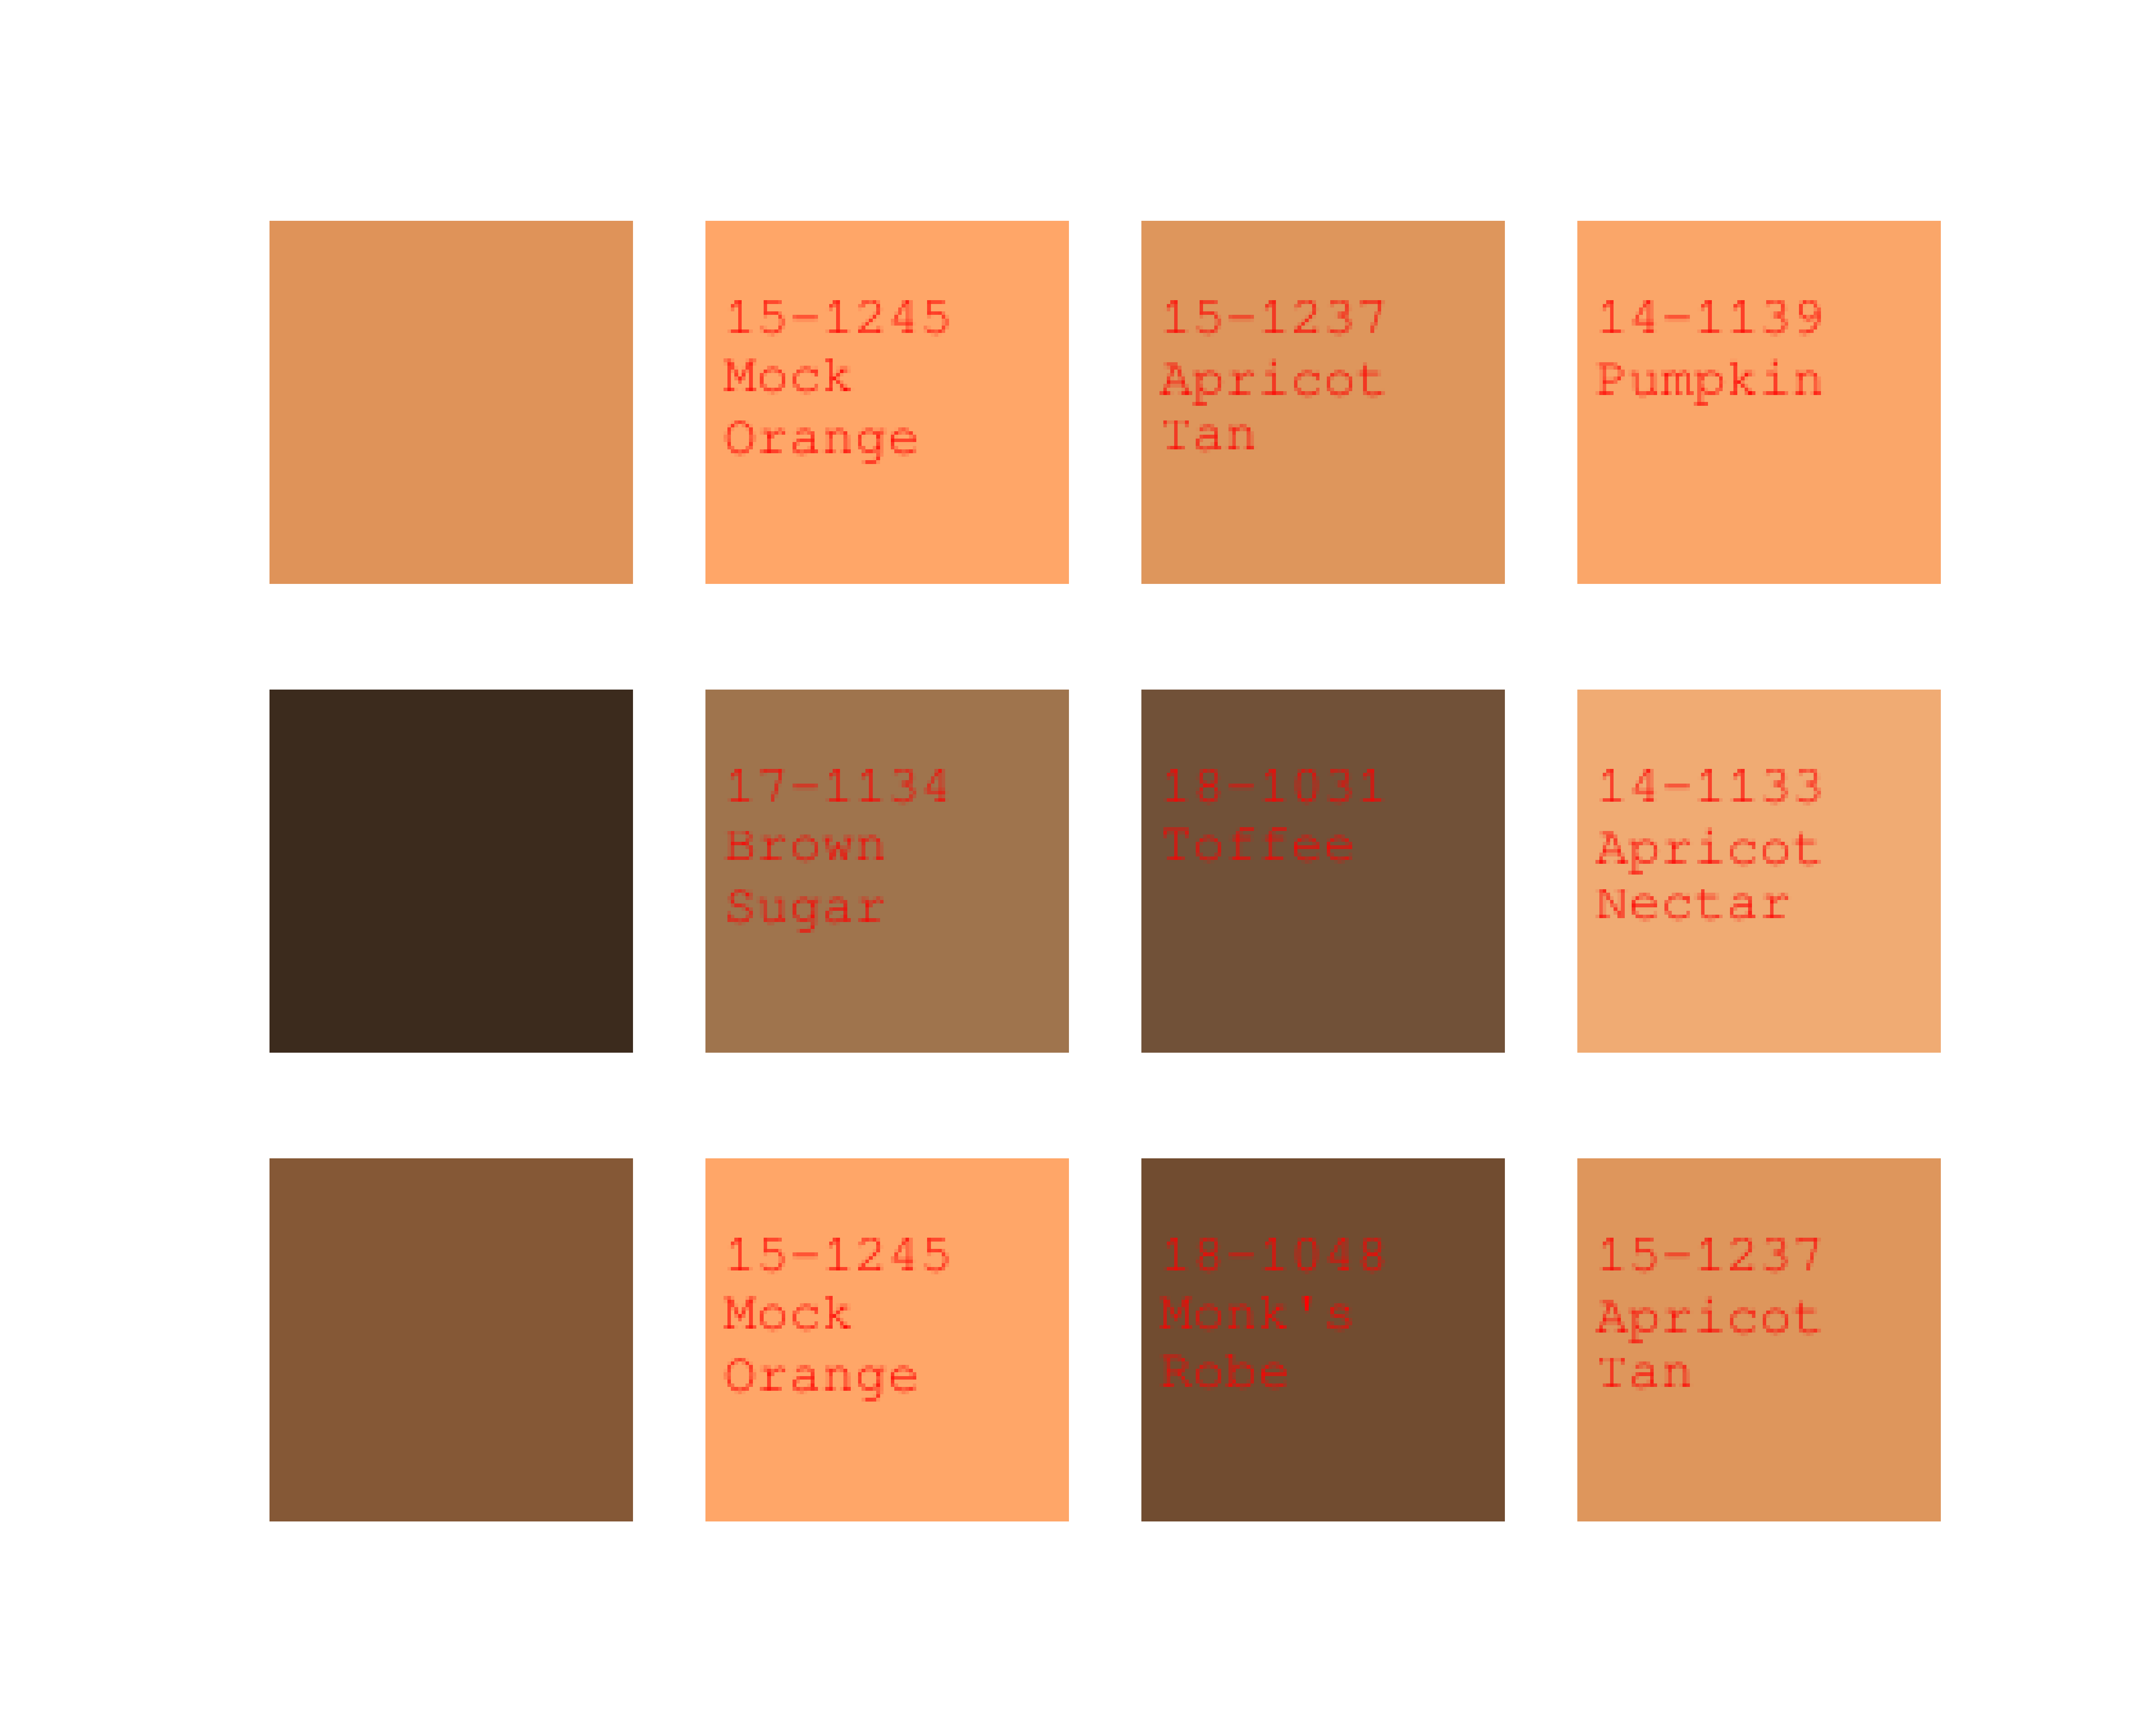 15-1245
Mock
Orange
15-1237
Apricot
Tan
14-1139
Pumpkin
17-1134
Brown
Sugar
18-1031
Toffee
14-1133
Apricot
Nectar
15-1245
Mock
Orange
18-1048
Monk's
Robe
15-1237
Apricot
Tan